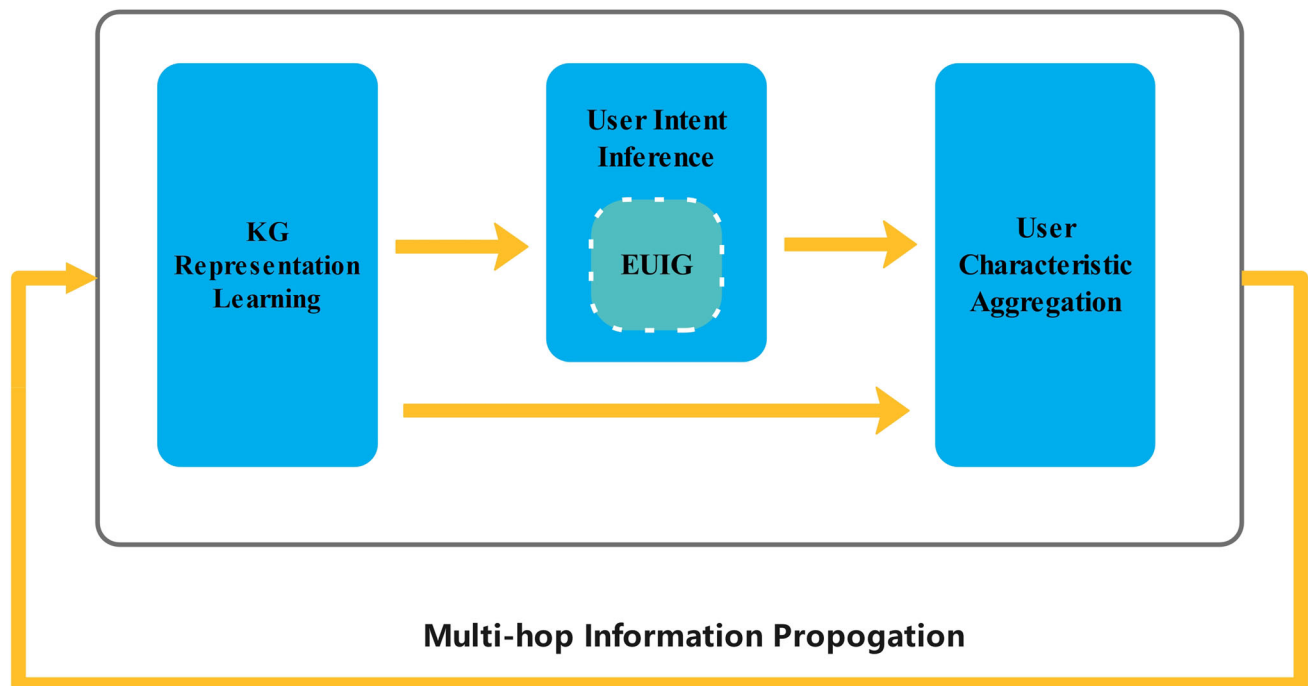 KG
Representation
Learning
User Intent
Inference
EUIG
User
Characteristic
Aggregation
Multi-hop Information Propogation